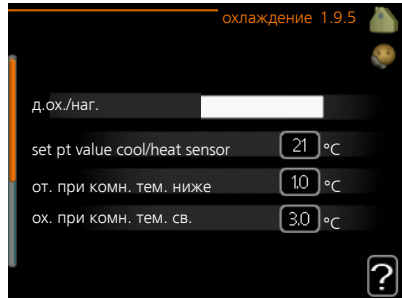 охлаждение 1.9.5
д.ох./наг.
set pt value cool/heat sensor 21 °C
от. при комн. тем. ниже 1.0 °C
ох. при комн. тем. св. 3.0 °C
?